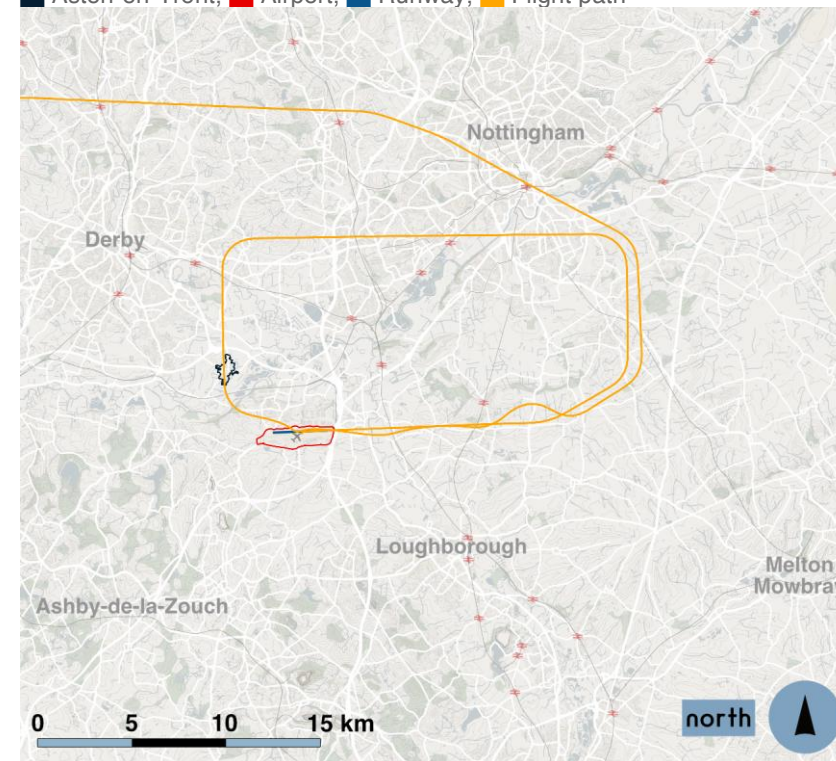 Aston-on-Trent, Airport, Runway, Flight path
Nottingham
Derby
Loughborough
Melton
Mowbra
Ashby-de-la-Zouch
0 5 10 15 km
north